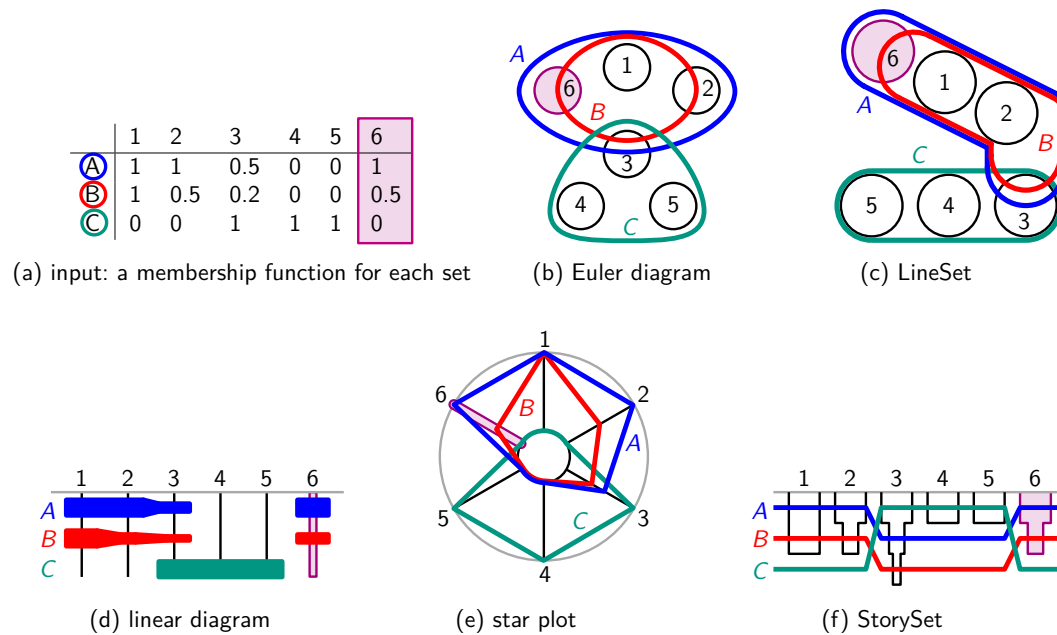 1 2 3 4 5 6
A 1 1 0.5 0 0 1
B 1 0.5 0.2 0 0 0.5
C 0 0 1 1 1 0
(a) input: a membership function for each set
A
1
6 2
B
3
4 5
C
(b) Euler diagram
6
1
A 2
B
C
5 4 3
(c) LineSet
1 2 3 4 5 6
A
B
C
(d) linear diagram
1
6 2
B
A
C
5 3
4
(e) star plot
1 2 3 4 5 6
A
B
C
(f) StorySet